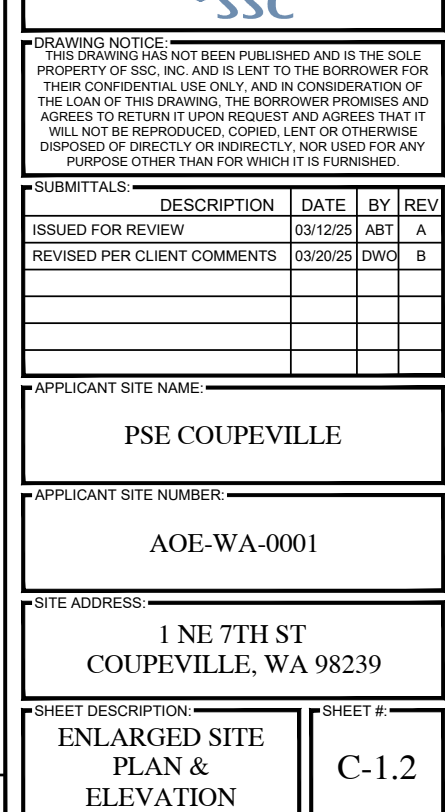 SSC
DRAWING NOTICE:
THIS DRAWING HAS NOT BEEN PUBLISHED AND IS THE SOLE
PROPERTY OF SSC, INC. AND IS LENT TO THE BORROWER FOR
THEIR CONFIDENTIAL USE ONLY, AND IN CONSIDERATION OF
THE LOAN OF THIS DRAWING, THE BORROWER PROMISES AND
AGREES TO RETURN IT UPON REQUEST AND AGREES THAT IT
WILL NOT BE REPRODUCED, COPIED, LENT OR OTHERWISE
DISPOSED OF DIRECTLY OR INDIRECTLY, NOR USED FOR ANY
PURPOSE OTHER THAN FOR WHICH IT IS FURNISHED.
SUBMITTALS:
DESCRIPTION DATE BY REV
ISSUED FOR REVIEW 03/12/25 ABT A
REVISED PER CLIENT COMMENTS 03/20/25 DWO B
APPLICANT SITE NAME:
PSE COUPEVILLE
APPLICANT SITE NUMBER:
AOE-WA-0001
SITE ADDRESS:
1 NE 7TH ST
COUPEVILLE, WA 98239
SHEET DESCRIPTION:
ENLARGED SITE
PLAN &
ELEVATION
SHEET #:
C-1.2